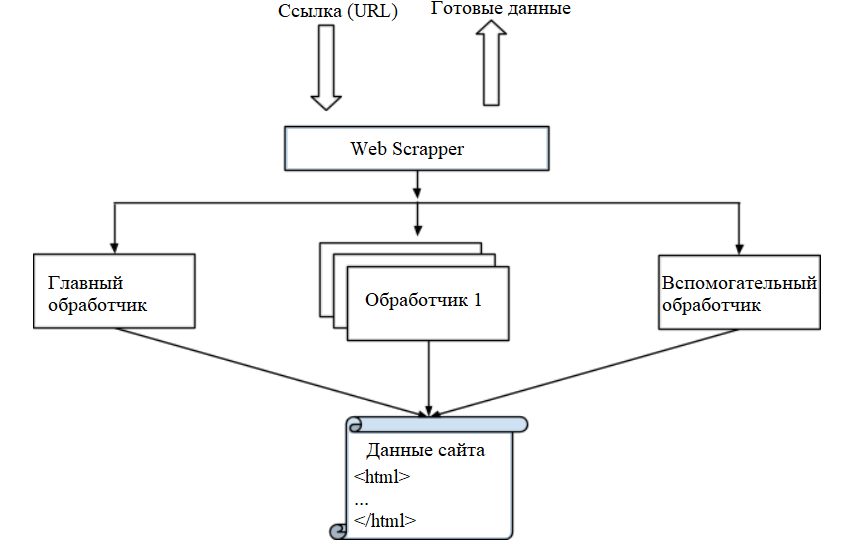 Ссылка (URL)
Готовые данные
Web Scrapper
Главный
обработчик
Обработчик 1
Вспомогательный
обработчик
Данные сайта
<html>
...
</html>